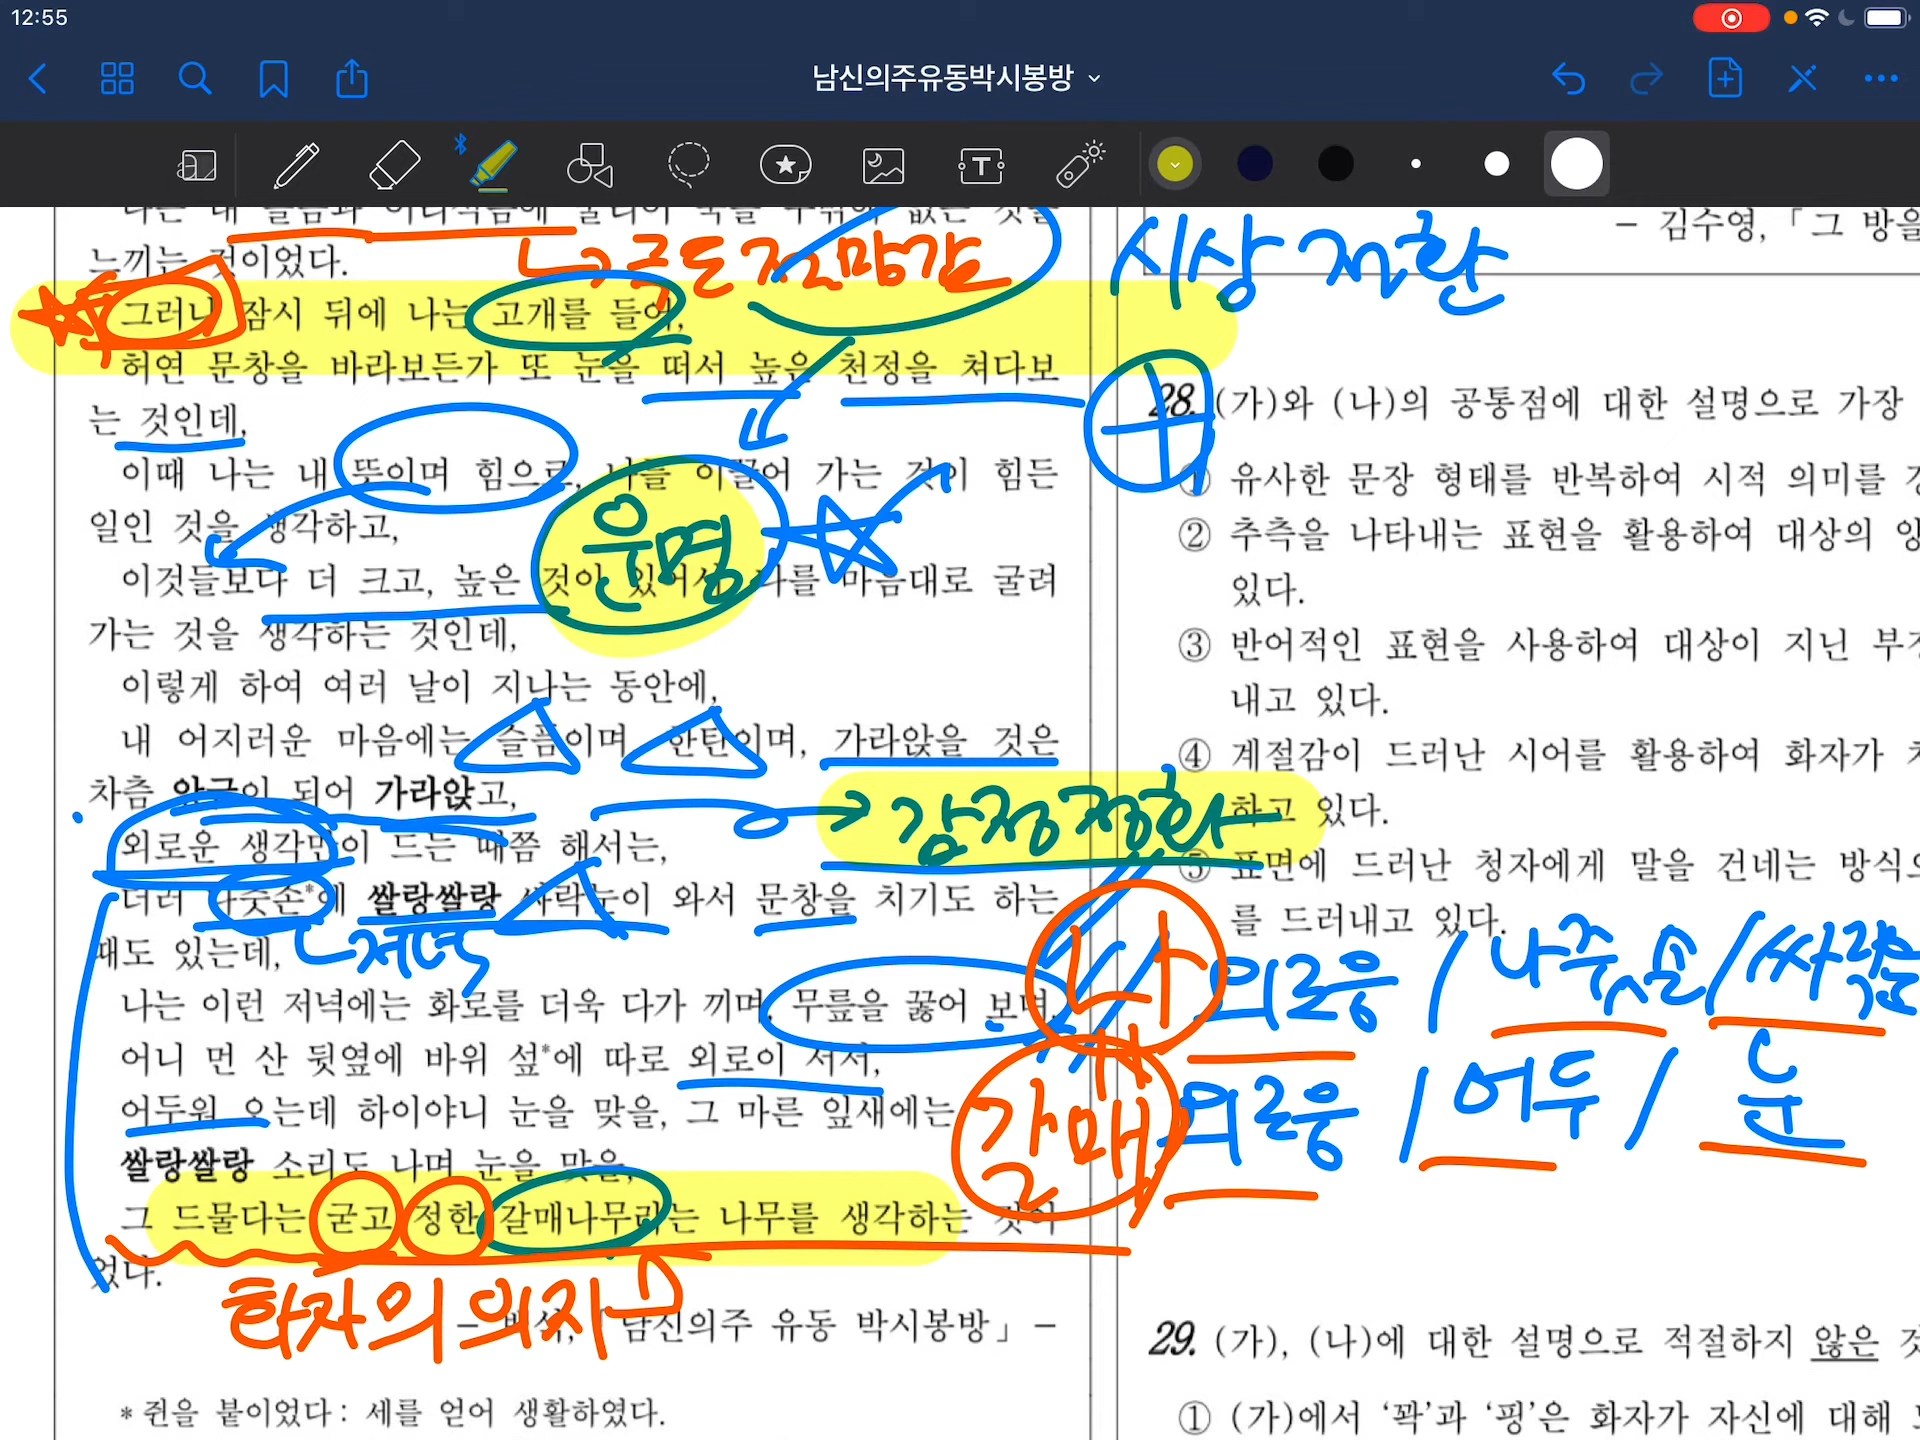 12:55
남신의주유동박시봉방
느끼는 것이었다.
극도 절망감
시상 전환
그러나 잠시 뒤에 나는 고개를 들어,
허연 문창을 바라보든가 또 눈을 떠서 높은 천정을 쳐다보
는 것인데,
이때 나는 내 뜻이며 힘으로, 나를 이끌어 가는 것이 힘든
일인 것을 생각하고,
운명
이것들보다 더 크고, 높은 것이 있어서 나를 마음대로 굴려
가는 것을 생각하는 것인데,
이렇게 하여 여러 날이 지나는 동안에,
내 어지러운 마음에는 슬픔이며, 한탄이며, 가라앉을 것은
차츰 앙금이 되어 가라앉고,
감정 정화
외로운 생각만이 드는 때쯤 해서는,
더러 나줏손*에 쌀랑쌀랑 싸락눈이 와서 문창을 치기도 하는
때도 있는데,
저녁
나는 이런 저녁에는 화로를 더욱 다가 끼며, 무릎을 꿇어 보며,
어니 먼 산 뒷옆에 바위 섶*에 따로 외로이 서서,
어두워 오는데 하이야니 눈을 맞을, 그 마른 잎새에는
쌀랑쌀랑 소리도 나며 눈을 맞을,
그 드물다는 굳고 정한 갈매나무라는 나무를 생각하는 것이
었다.
화자의 의지
- 백석, 「남신의주 유동 박시봉방」 -
* 쥔을 붙이었다 : 세를 얻어 생활하였다.
- 김수영, 「그 방을
28. (가)와 (나)의 공통점에 대한 설명으로 가장
① 유사한 문장 형태를 반복하여 시적 의미를
② 추측을 나타내는 표현을 활용하여 대상의
있다.
③ 반어적인 표현을 사용하여 대상이 지닌
내고 있다.
④ 계절감이 드러난 시어를 활용하여 화자가
하고 있다.
⑤ 표면에 드러난 청자에게 말을 건네는
를 드러내고 있다.
나 외로움 / 나줏손 / 싸락눈
갈매 외로움 / 어두 / 눈
29. (가), (나)에 대한 설명으로 적절하지 않은
① (가)에서 ‘꽉’과 ‘핑’은 화자가 자신에 대해